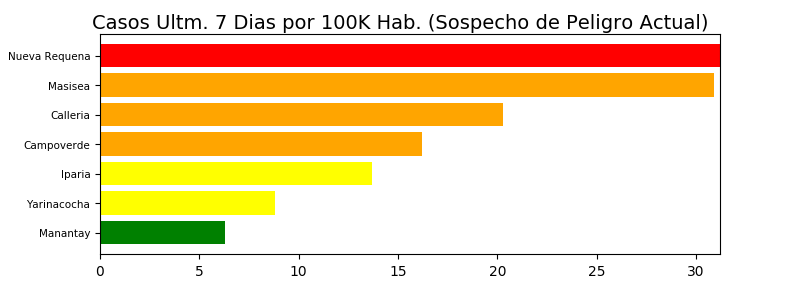 Casos Ultm. 7 Dias por 100K Hab. (Sospecho de Peligro Actual)
Nueva Requena
Masisea
Calleria
Campoverde
Iparia
Yarinacocha
Manantay
0 5 10 15 20 25 30